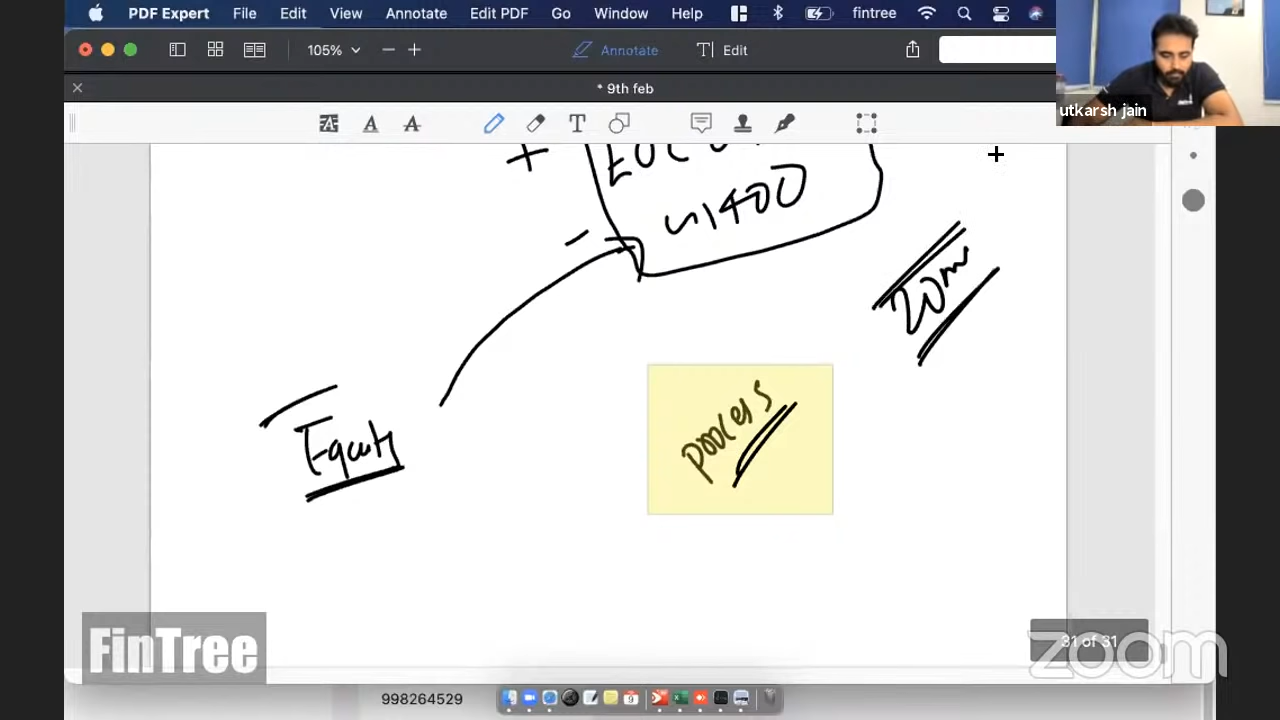 PDF Expert File Edit View Annotate Edit PDF Go Window Help fintree
105% Annotate Edit
* 9th feb
utkarsh jain
+
1400
-
20m
Equity
process
FinTree
31 of 31
zoom
998264529